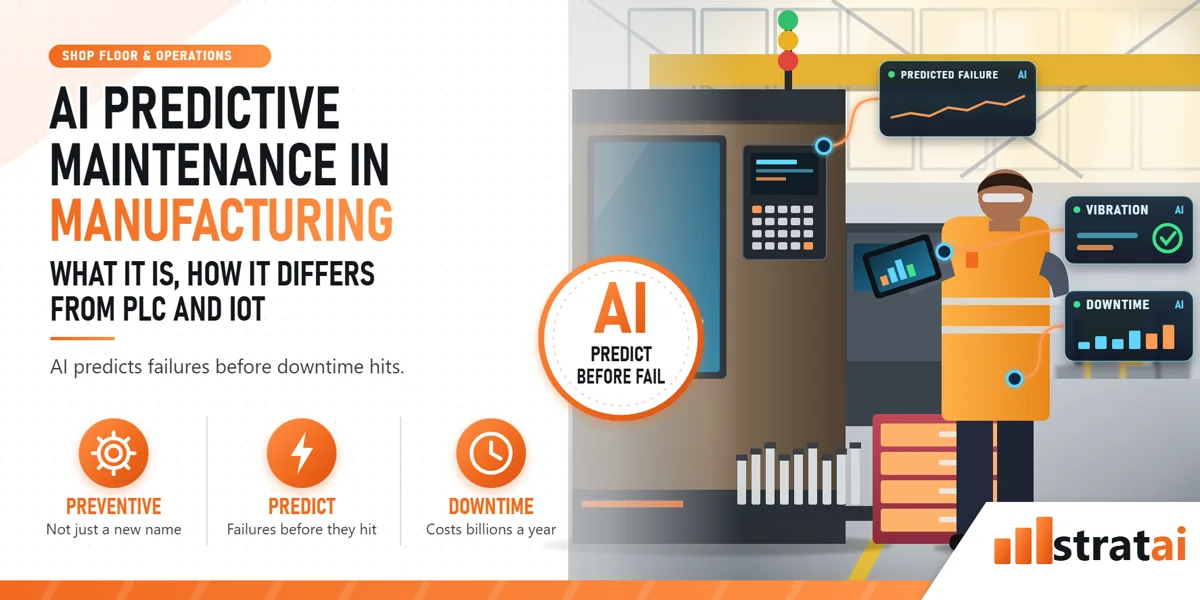 SHOP FLOOR & OPERATIONS
AI PREDICTIVE
MAINTENANCE IN
MANUFACTURING
WHAT IT IS, HOW IT DIFFERS
FROM PLC AND IOT
AI predicts failures before downtime hits.
PREVENTIVE
Not just a new name
PREDICT
Failures before they hit
DOWNTIME
Costs billions a year
AI
PREDICT
BEFORE FAIL
PREDICTED FAILURE AI
VIBRATION AI
DOWNTIME AI
stratai